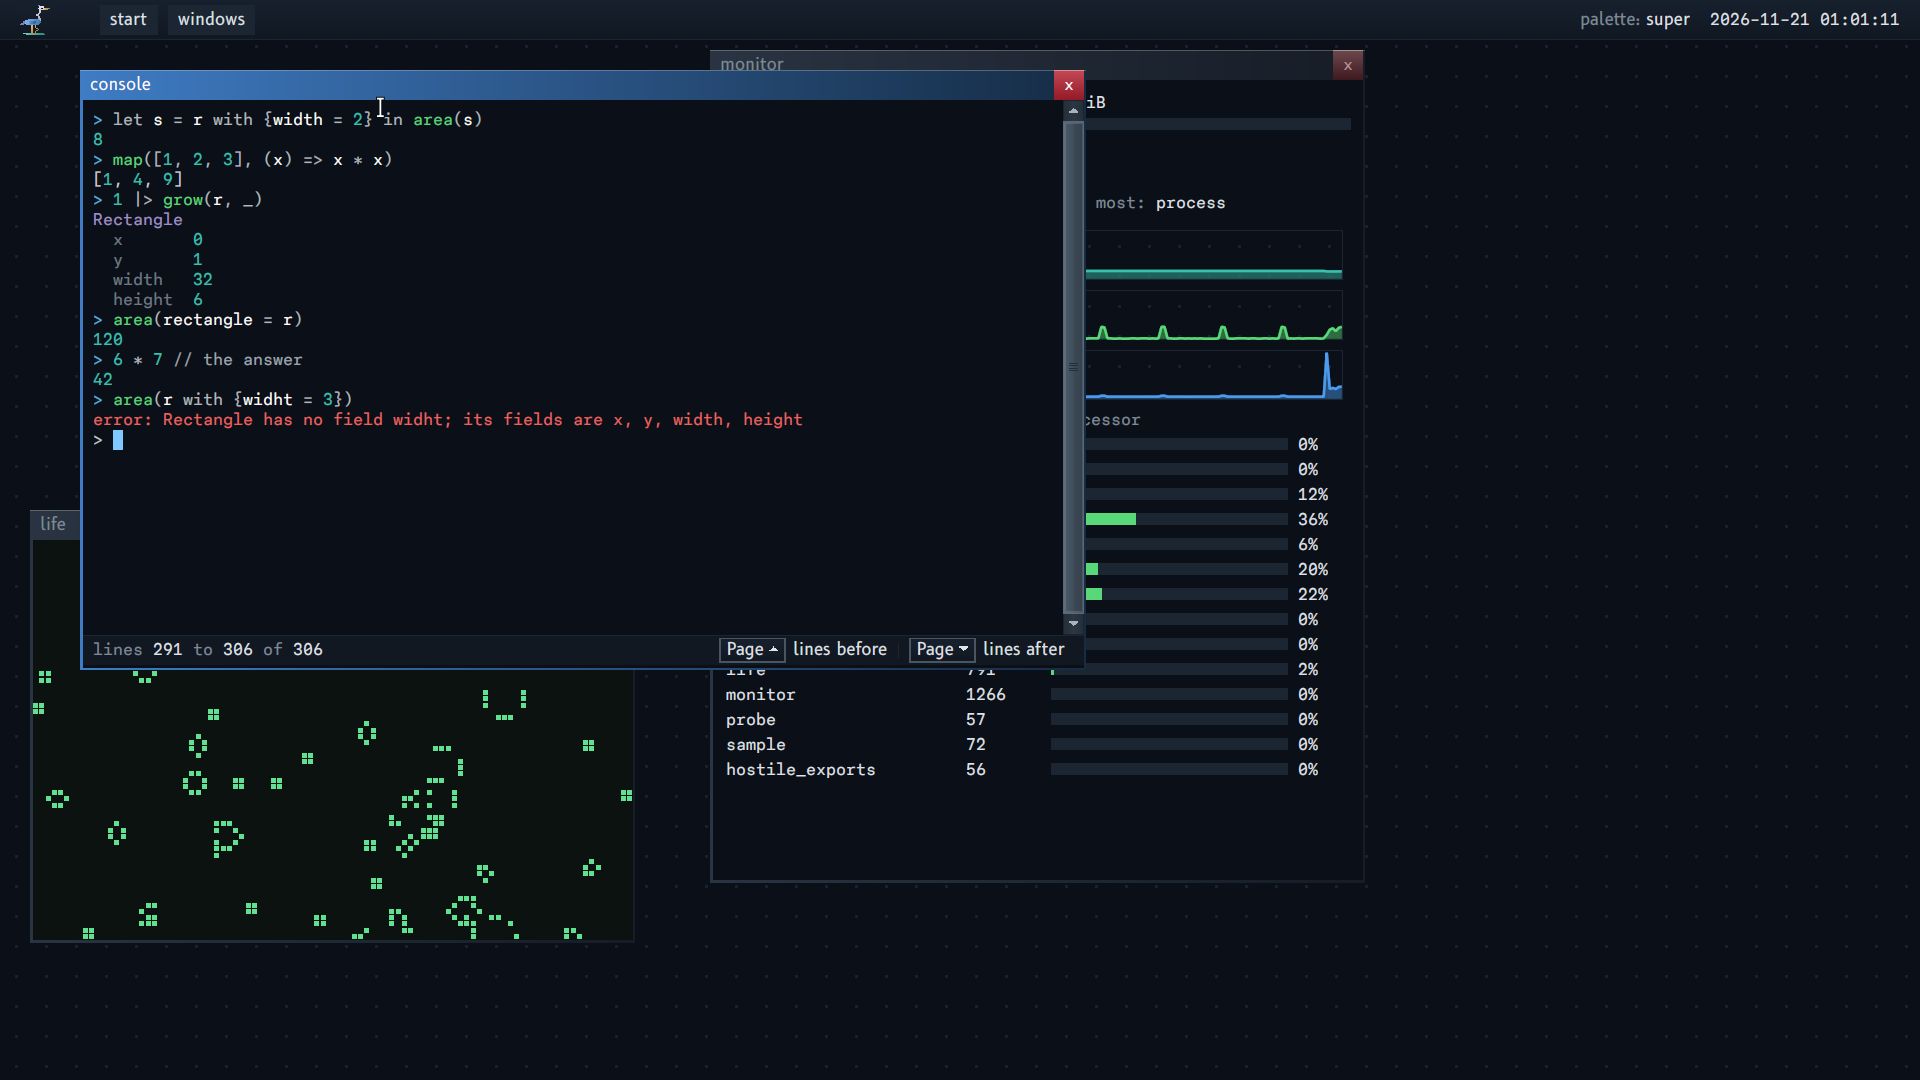 start windows palette: super 2026-11-21 01:01:11
monitor x
console x
iB
> let s = r with {width = 2} in area(s)
8
> map([1, 2, 3], (x) => x * x)
[1, 4, 9]
> 1 |> grow(r, _)
Rectangle
x 0
y 1
width 32
height 6
> area(rectangle = r)
120
> 6 * 7 // the answer
42
> area(r with {widht = 3})
error: Rectangle has no field widht; its fields are x, y, width, height
>
lines 291 to 306 of 306 Page lines before Page lines after
most: process
cessor
0%
0%
12%
36%
6%
20%
22%
0%
0%
life 791 2%
monitor 1266 0%
probe 57 0%
sample 72 0%
hostile_exports 56 0%
life